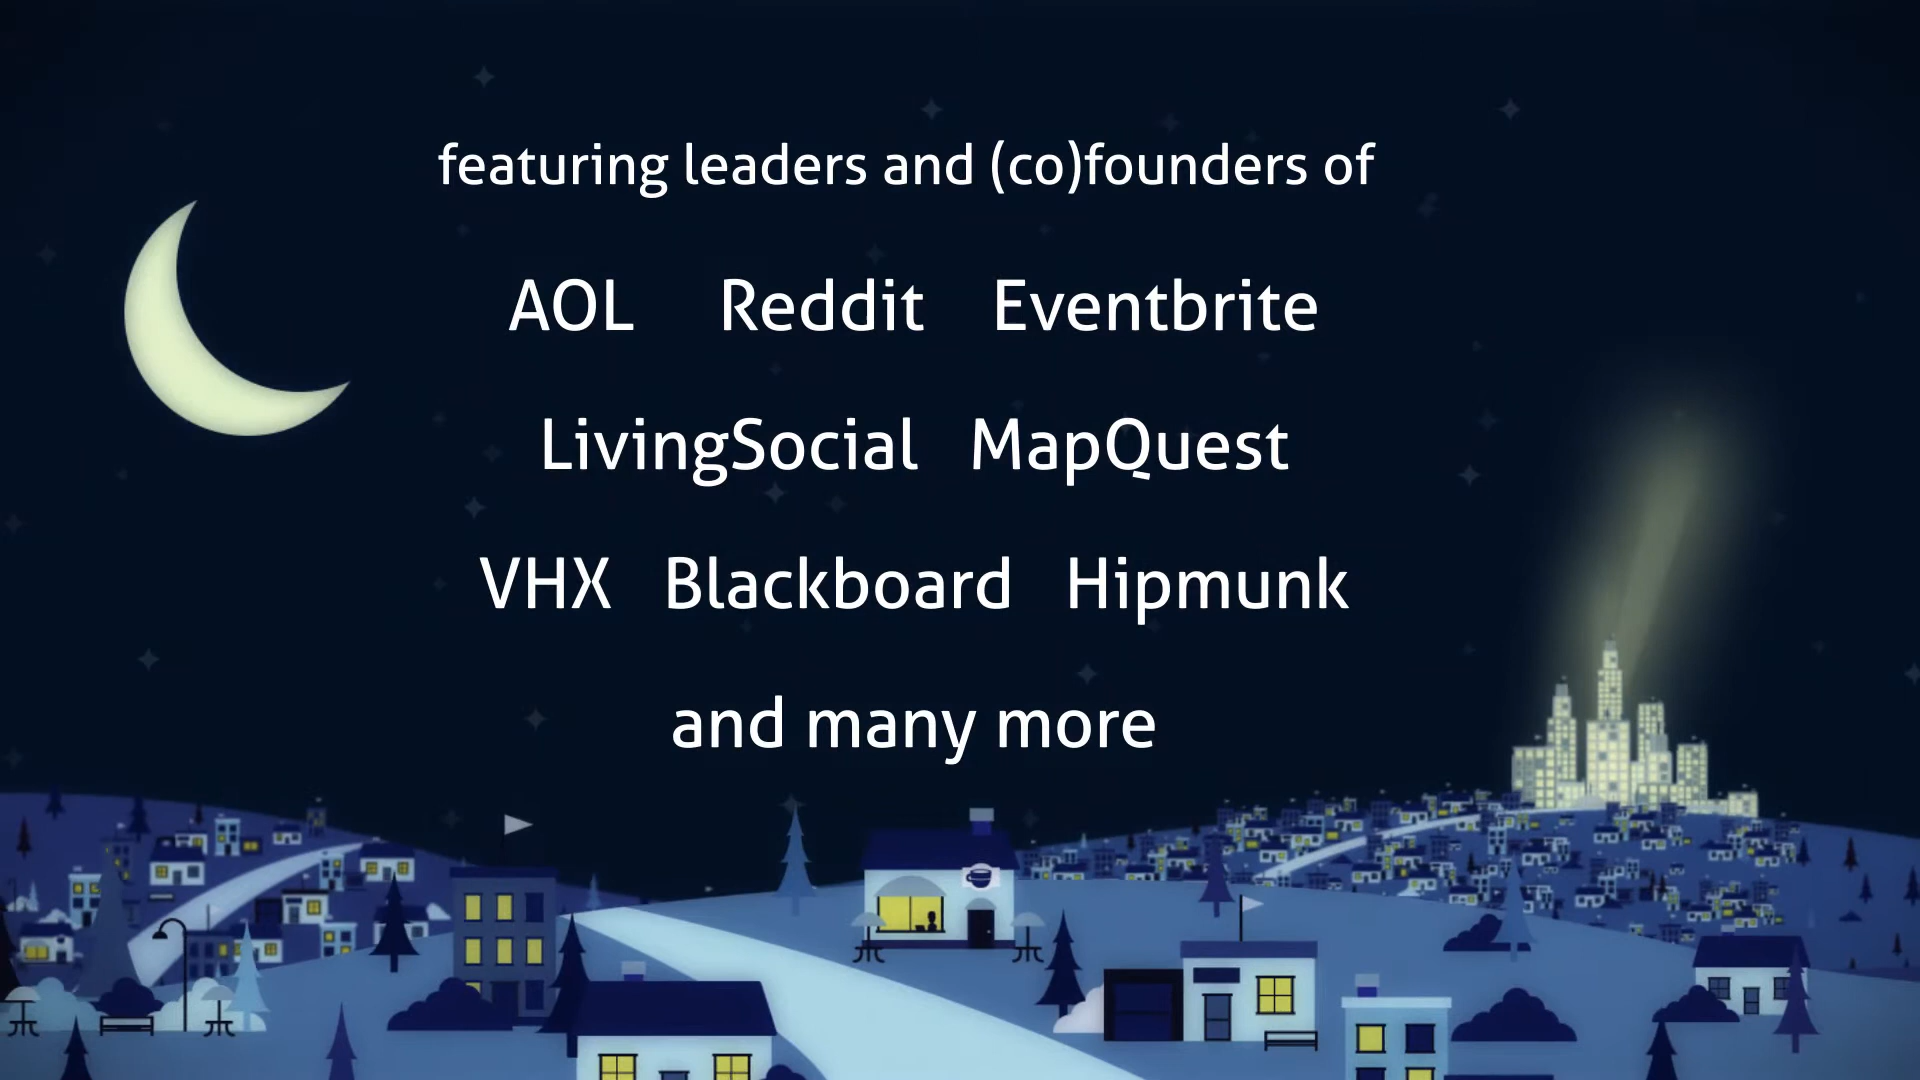 featuring leaders and (co)founders of
AOL Reddit Eventbrite
LivingSocial MapQuest
VHX Blackboard Hipmunk
and many more